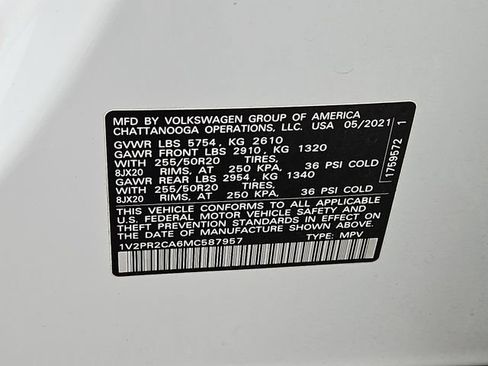 MFD BY VOLKSWAGEN GROUP OF AMERICA
CHATTANOOGA OPERATIONS, LLC. USA 05/2021
GVWR LBS 5754, KG 2610
GAWR FRONT LBS 2910, KG 1320
WITH 255/50R20 TIRES,
8JX20 RIMS, AT 250 KPA, 36 PSI COLD
GAWR REAR LBS 2954, KG 1340
WITH 255/50R20 TIRES,
8JX20 RIMS, AT 250 KPA, 36 PSI COLD
THIS VEHICLE CONFORMS TO ALL APPLICABLE
U.S. FEDERAL MOTOR VEHICLE SAFETY AND
THEFT PREVENTION STANDARDS IN EFFECT ON
THE DATE OF MANUFACTURE SHOWN ABOVE.
1V2PR2CA6MC587957 TYPE: MPV
1759572 1